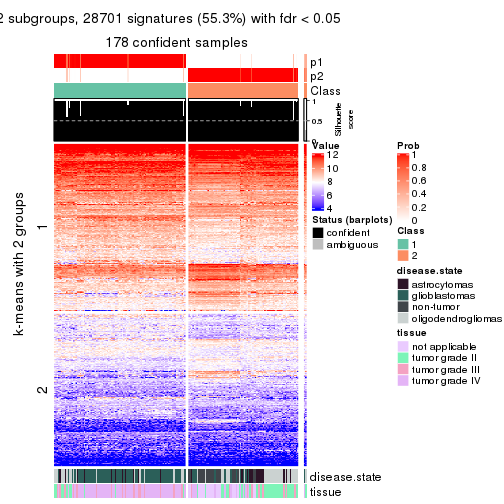 2 subgroups, 28701 signatures (55.3%) with fdr < 0.05
178 confident samples
p1
p2
Class
1
0.5
0
Silhouette
score
k-means with 2 groups
1
2
Value
12
10
8
6
4
Status (barplots)
confident
ambiguous
Prob
1
0.8
0.6
0.4
0.2
0
Class
1
2
disease.state
astrocytomas
glioblastomas
non-tumor
oligodendrogliomas
tissue
not applicable
tumor grade II
tumor grade III
tumor grade IV
disease.state
tissue